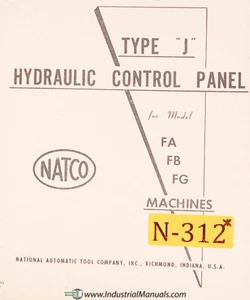 TYPE "J"
HYDRAULIC CONTROL PANEL
for Model
FA
FB
FG
NATCO
MACHINES
N-312*
NATIONAL AUTOMATIC TOOL COMPANY, INC., RICHMOND, INDIANA, U.S.A.
www.IndustrialManuals.com